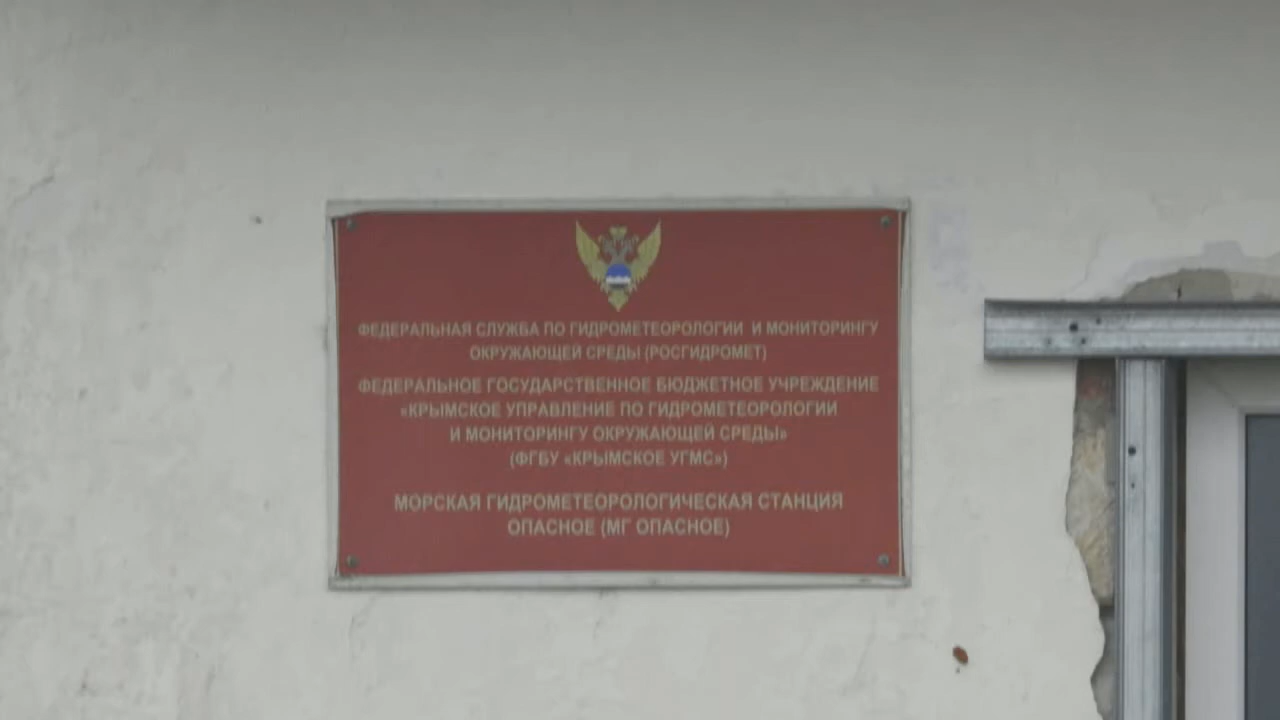 ФЕДЕРАЛЬНАЯ СЛУЖБА ПО ГИДРОМЕТЕОРОЛОГИИ И МОНИТОРИНГУ
ОКРУЖАЮЩЕЙ СРЕДЫ (РОСГИДРОМЕТ)
ФЕДЕРАЛЬНОЕ ГОСУДАРСТВЕННОЕ БЮДЖЕТНОЕ УЧРЕЖДЕНИЕ
«КРЫМСКОЕ УПРАВЛЕНИЕ ПО ГИДРОМЕТЕОРОЛОГИИ
И МОНИТОРИНГУ ОКРУЖАЮЩЕЙ СРЕДЫ»
(ФГБУ «КРЫМСКОЕ УГМС»)
МОРСКАЯ ГИДРОМЕТЕОРОЛОГИЧЕСКАЯ СТАНЦИЯ
ОПАСНОЕ (МГ ОПАСНОЕ)